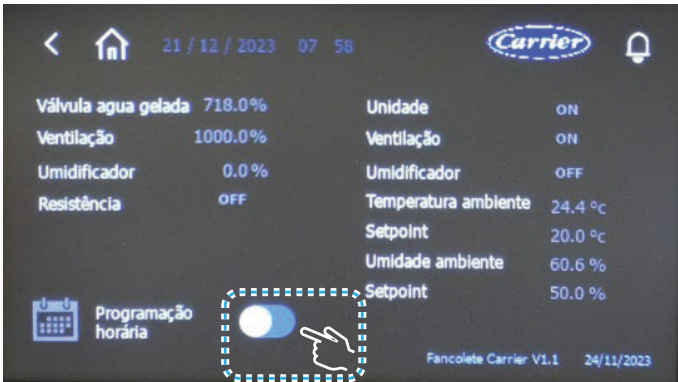 21 / 12 / 2023 07 58
Carrier
Válvula agua gelada 718.0%
Ventilação 1000.0%
Umidificador 0.0%
Resistência OFF
Unidade ON
Ventilação ON
Umidificador OFF
Temperatura ambiente 24.4 ºc
Setpoint 20.0 ºc
Umidade ambiente 60.6 %
Setpoint 50.0 %
Programação
horária
Fancolete Carrier V1.1 24/11/2023